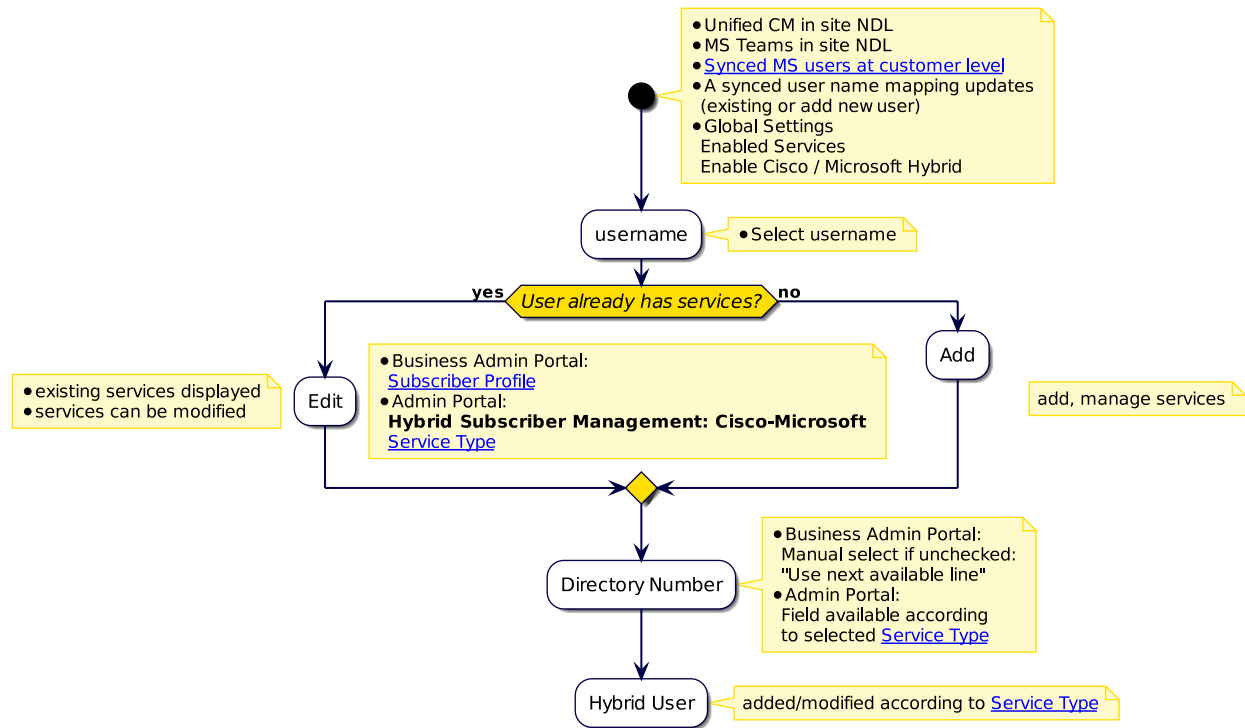 • Unified CM in site NDL
• MS Teams in site NDL
• Synced MS users at customer level
• A synced user name mapping updates
(existing or add new user)
• Global Settings
Enabled Services
Enable Cisco / Microsoft Hybrid
username
• Select username
yes
User already has services?
no
• existing services displayed
• services can be modified
Edit
• Business Admin Portal:
Subscriber Profile
• Admin Portal:
Hybrid Subscriber Management: Cisco-Microsoft
Service Type
Add
add, manage services
Directory Number
• Business Admin Portal:
Manual select if unchecked:
"Use next available line"
• Admin Portal:
Field available according
to selected Service Type
Hybrid User
added/modified according to Service Type